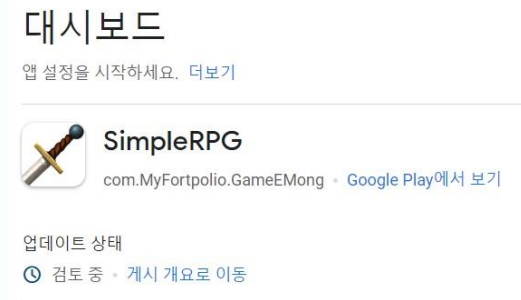 대시보드
앱 설정을 시작하세요. 더보기
SimpleRPG
com.MyFortpolio.GameEMong • Google Play에서 보기
업데이트 상태
검토 중 • 게시 개요로 이동